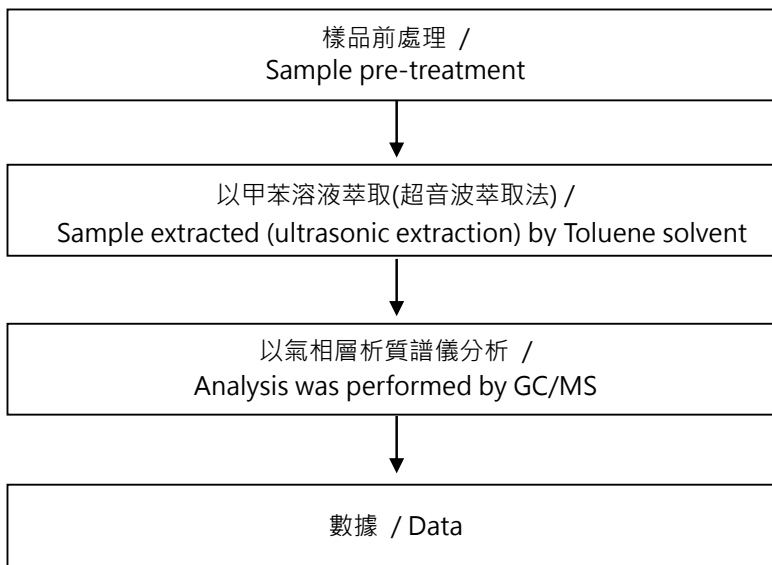 樣品前處理 /
Sample pre-treatment
以甲苯溶液萃取(超音波萃取法) /
Sample extracted (ultrasonic extraction) by Toluene solvent
以氣相層析質譜儀分析 /
Analysis was performed by GC/MS
數據 / Data